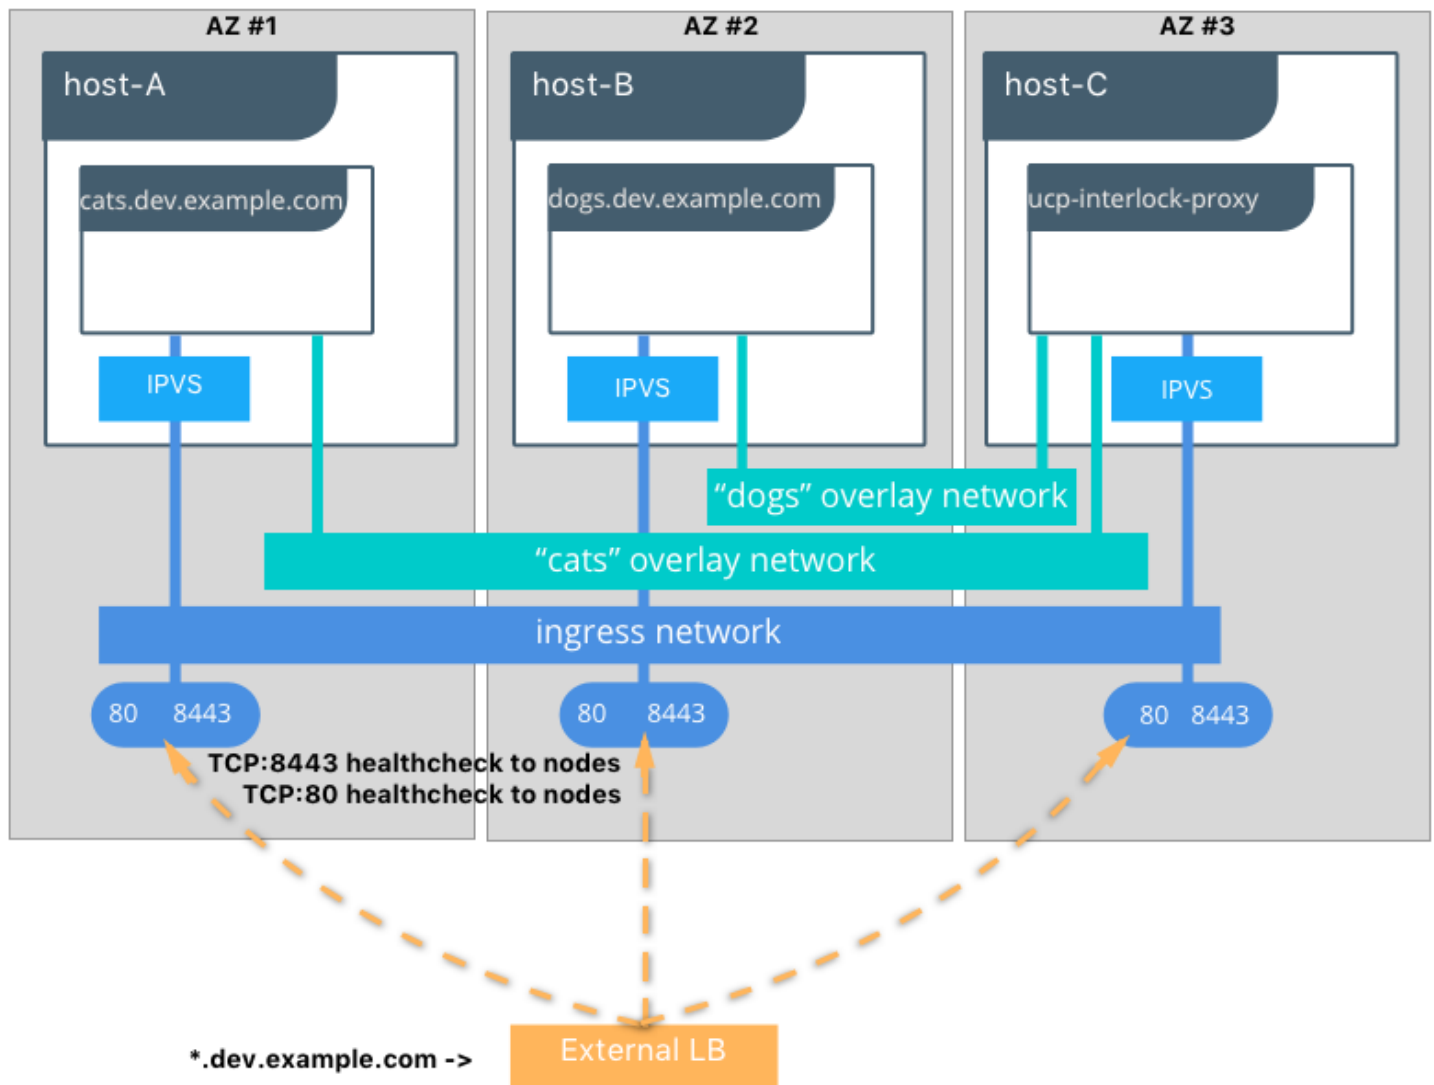 AZ #1
AZ #2
AZ #3
host-A
host-B
host-C
cats.dev.example.com
dogs.dev.example.com
ucp-interlock-proxy
IPVS
IPVS
IPVS
“dogs” overlay network
“cats” overlay network
ingress network
80 8443
80 8443
80 8443
TCP:8443 healthcheck to nodes
TCP:80 healthcheck to nodes
*.dev.example.com ->
External LB